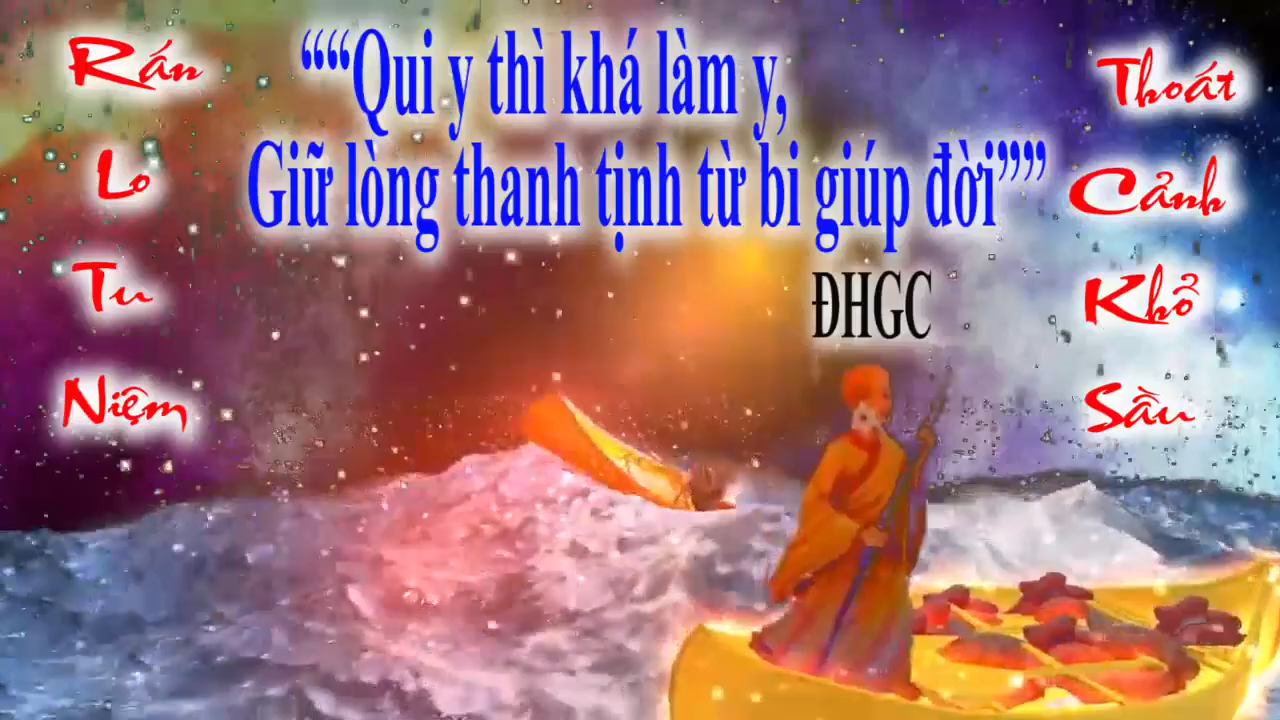 Rán
Lo
Tu
Niệm
““Qui y thì khá làm y,
Giữ lòng thanh tịnh từ bi giúp đời””
ĐHGC
Thoát
Cảnh
Khổ
Sầu